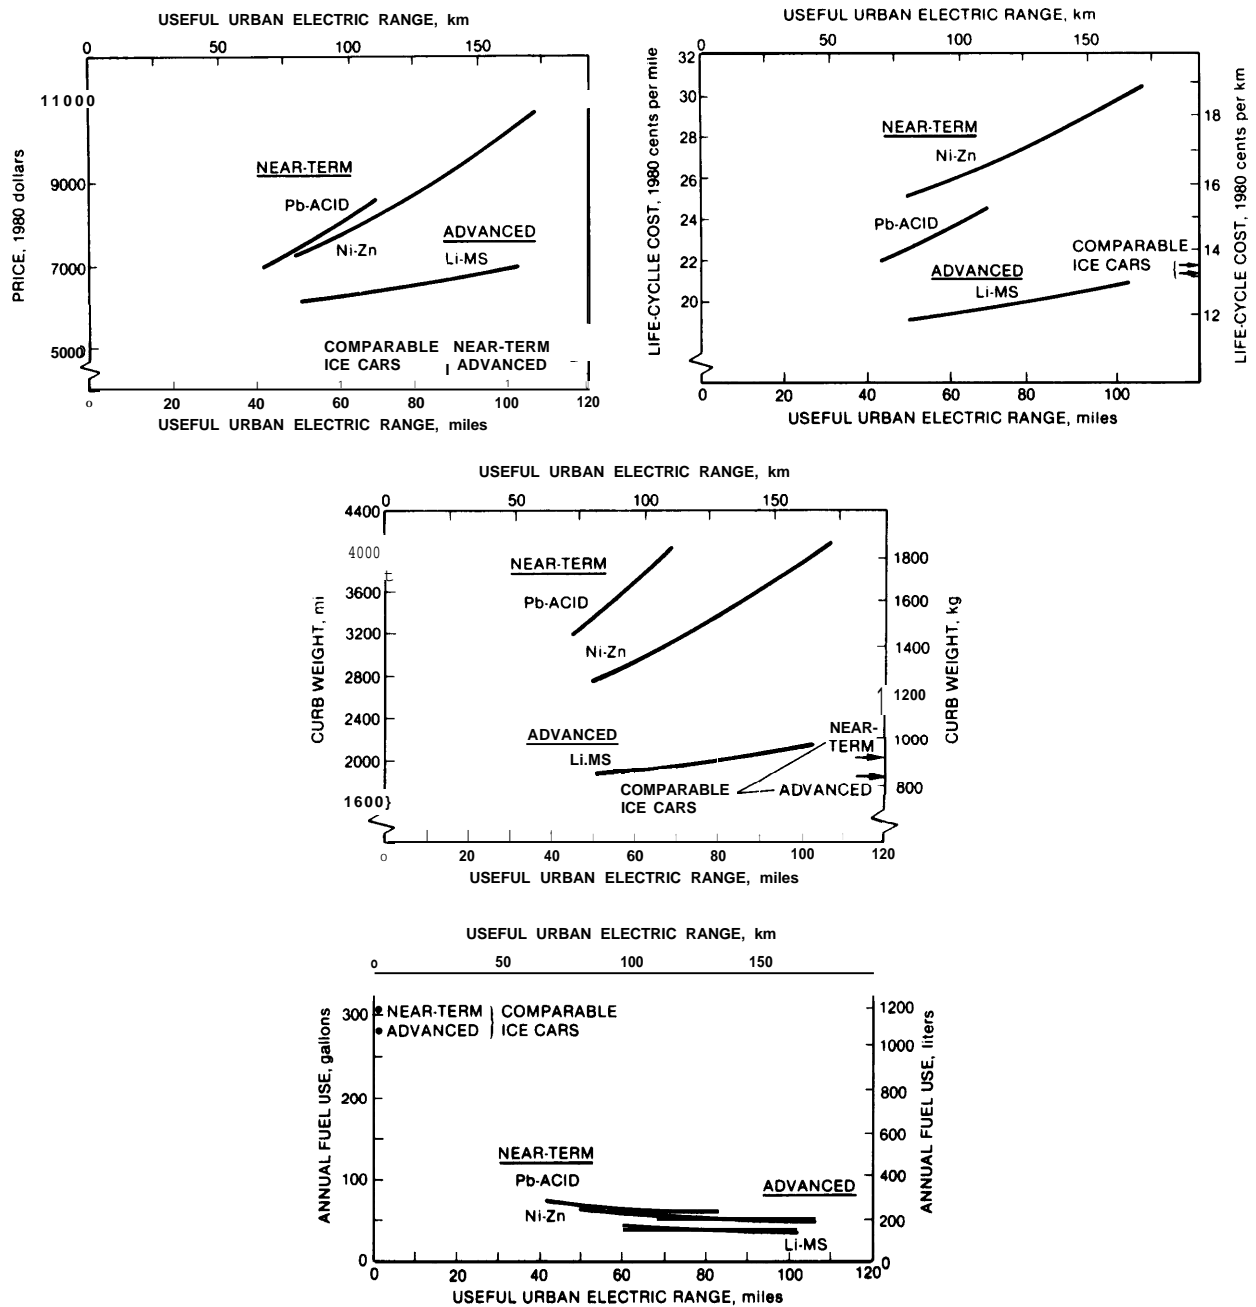 USEFUL URBAN ELECTRIC RANGE, km
0 50 100 150
11000
9000
7000
5000
PRICE, 1980 dollars
NEAR-TERM
Pb-ACID
Ni-Zn
ADVANCED
Li-MS
COMPARABLE NEAR-TERM
ICE CARS ADVANCED
0 20 40 60 80 100 120
USEFUL URBAN ELECTRIC RANGE, miles
USEFUL URBAN ELECTRIC RANGE, km
0 50 100 150
32
30
28
26
24
22
20
LIFE-CYCLLE COST, 1980 cents per mile
NEAR-TERM
Ni-Zn
Pb-ACID
ADVANCED
Li-MS
COMPARABLE
ICE CARS
18
16
14
12
LIFE-CYCLE COST, 1980 cents per km
0 20 40 60 80 100
USEFUL URBAN ELECTRIC RANGE, miles
USEFUL URBAN ELECTRIC RANGE, km
0 50 100 150
4400
4000
3600
3200
2800
2400
2000
1600}
CURB WEIGHT, mi
NEAR-TERM
Pb-ACID
Ni-Zn
ADVANCED
Li.MS
NEAR-
TERM
COMPARABLE ADVANCED
ICE CARS
1800
1600
1400
1200
1000
800
CURB WEIGHT, kg
0 20 40 60 80 100 120
USEFUL URBAN ELECTRIC RANGE, miles
USEFUL URBAN ELECTRIC RANGE, km
0 50 100 150
300
200
100
0
ANNUAL FUEL USE, gallons
NEAR-TERM COMPARABLE
ADVANCED ICE CARS
NEAR-TERM
Pb-ACID
Ni-Zn
ADVANCED
Li-MS
1200
1000
800
600
400
200
0
ANNUAL FUEL USE, liters
0 20 40 60 80 100 120
USEFUL URBAN ELECTRIC RANGE, miles